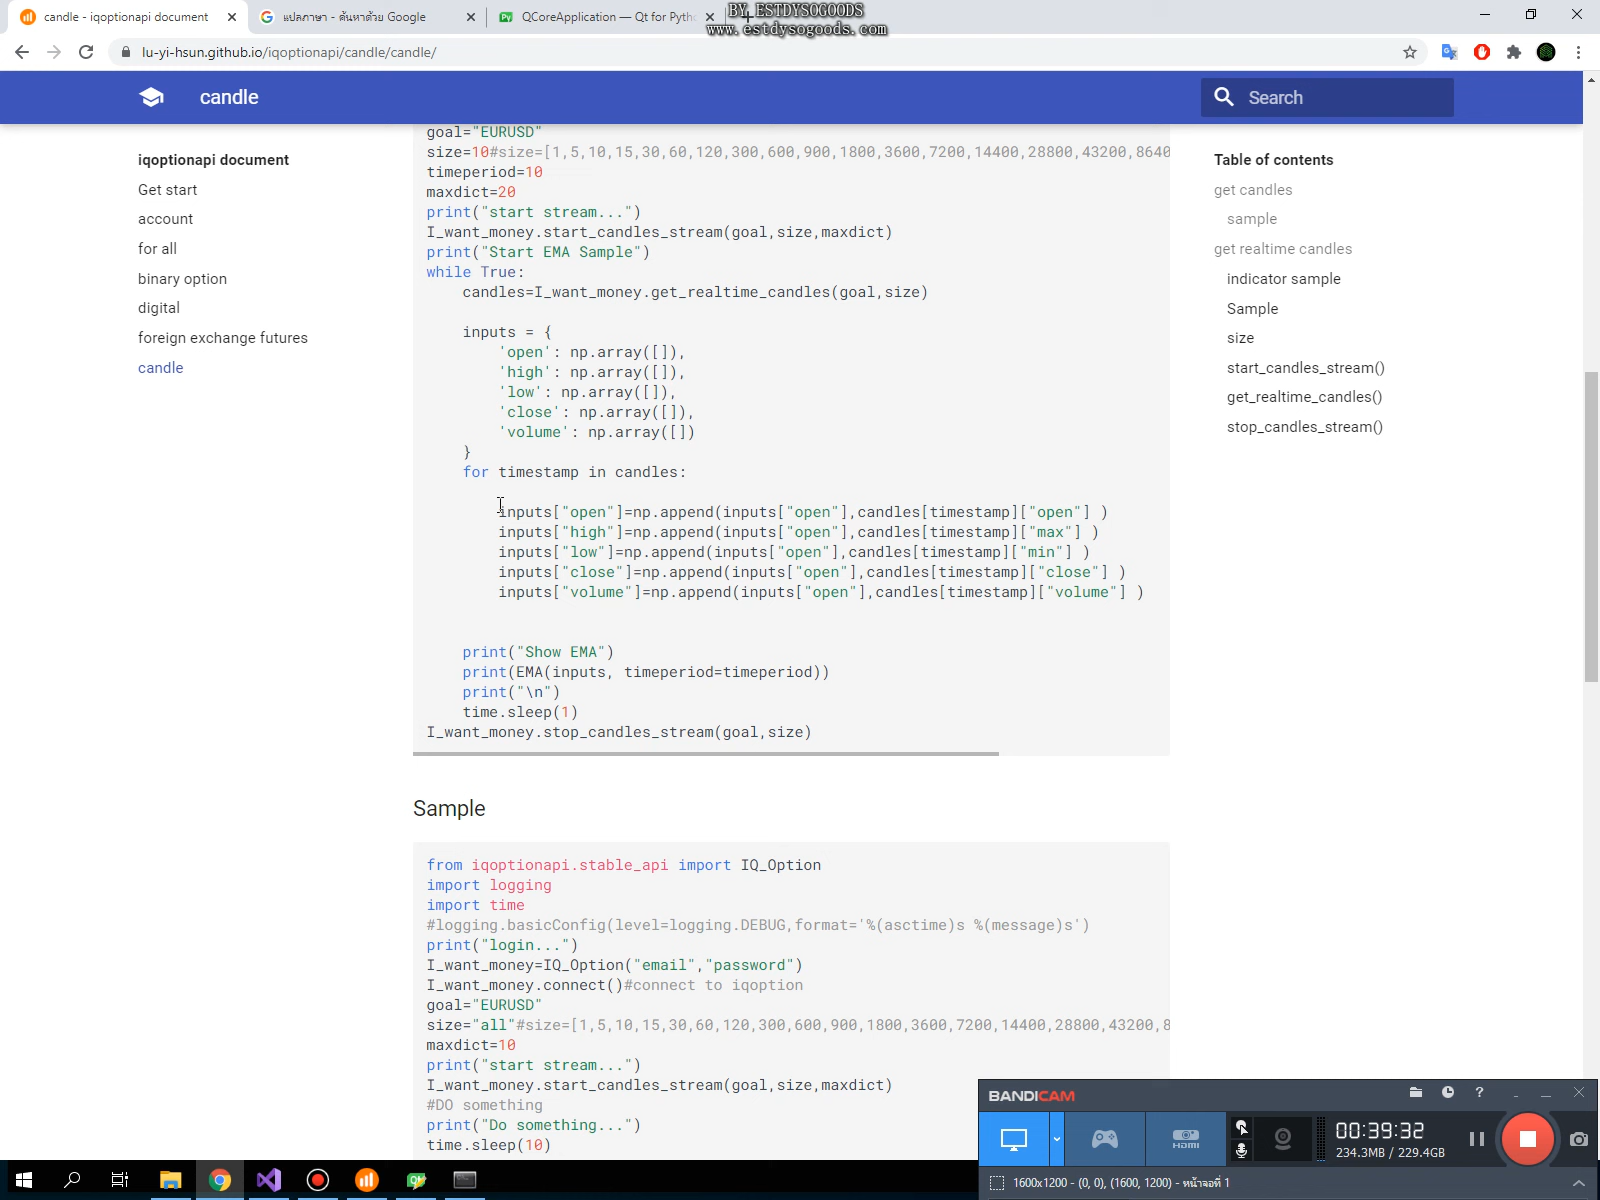 candle - iqoptionapi document
แปลภาษา - ค้นหาด้วย Google
QCoreApplication — Qt for Pyth
BY ESTDYSOGOODS
www.estdysogoods.com
lu-yi-hsun.github.io/iqoptionapi/candle/candle/
candle
Search
iqoptionapi document
Get start
account
for all
binary option
digital
foreign exchange futures
candle
goal="EURUSD"
size=10#size=[1,5,10,15,30,60,120,300,600,900,1800,3600,7200,14400,28800,43200,8640
timeperiod=10
maxdict=20
print("start stream...")
I_want_money.start_candles_stream(goal,size,maxdict)
print("Start EMA Sample")
while True:
    candles=I_want_money.get_realtime_candles(goal,size)
    inputs = {
        'open': np.array([]),
        'high': np.array([]),
        'low': np.array([]),
        'close': np.array([]),
        'volume': np.array([])
    }
    for timestamp in candles:
        inputs["open"]=np.append(inputs["open"],candles[timestamp]["open"] )
        inputs["high"]=np.append(inputs["open"],candles[timestamp]["max"] )
        inputs["low"]=np.append(inputs["open"],candles[timestamp]["min"] )
        inputs["close"]=np.append(inputs["open"],candles[timestamp]["close"] )
        inputs["volume"]=np.append(inputs["open"],candles[timestamp]["volume"] )
    print("Show EMA")
    print(EMA(inputs, timeperiod=timeperiod))
    print("\n")
    time.sleep(1)
I_want_money.stop_candles_stream(goal,size)
Sample
from iqoptionapi.stable_api import IQ_Option
import logging
import time
#logging.basicConfig(level=logging.DEBUG,format='%(asctime)s %(message)s')
print("login...")
I_want_money=IQ_Option("email","password")
I_want_money.connect()#connect to iqoption
goal="EURUSD"
size="all"#size=[1,5,10,15,30,60,120,300,600,900,1800,3600,7200,14400,28800,43200,8
maxdict=10
print("start stream...")
I_want_money.start_candles_stream(goal,size,maxdict)
#DO something
print("Do something...")
time.sleep(10)
Table of contents
get candles
sample
get realtime candles
indicator sample
Sample
size
start_candles_stream()
get_realtime_candles()
stop_candles_stream()
BANDICAM
HDMI
00:39:32
234.3MB / 229.4GB
1600x1200 - (0, 0), (1600, 1200) - หน้าจอที่ 1